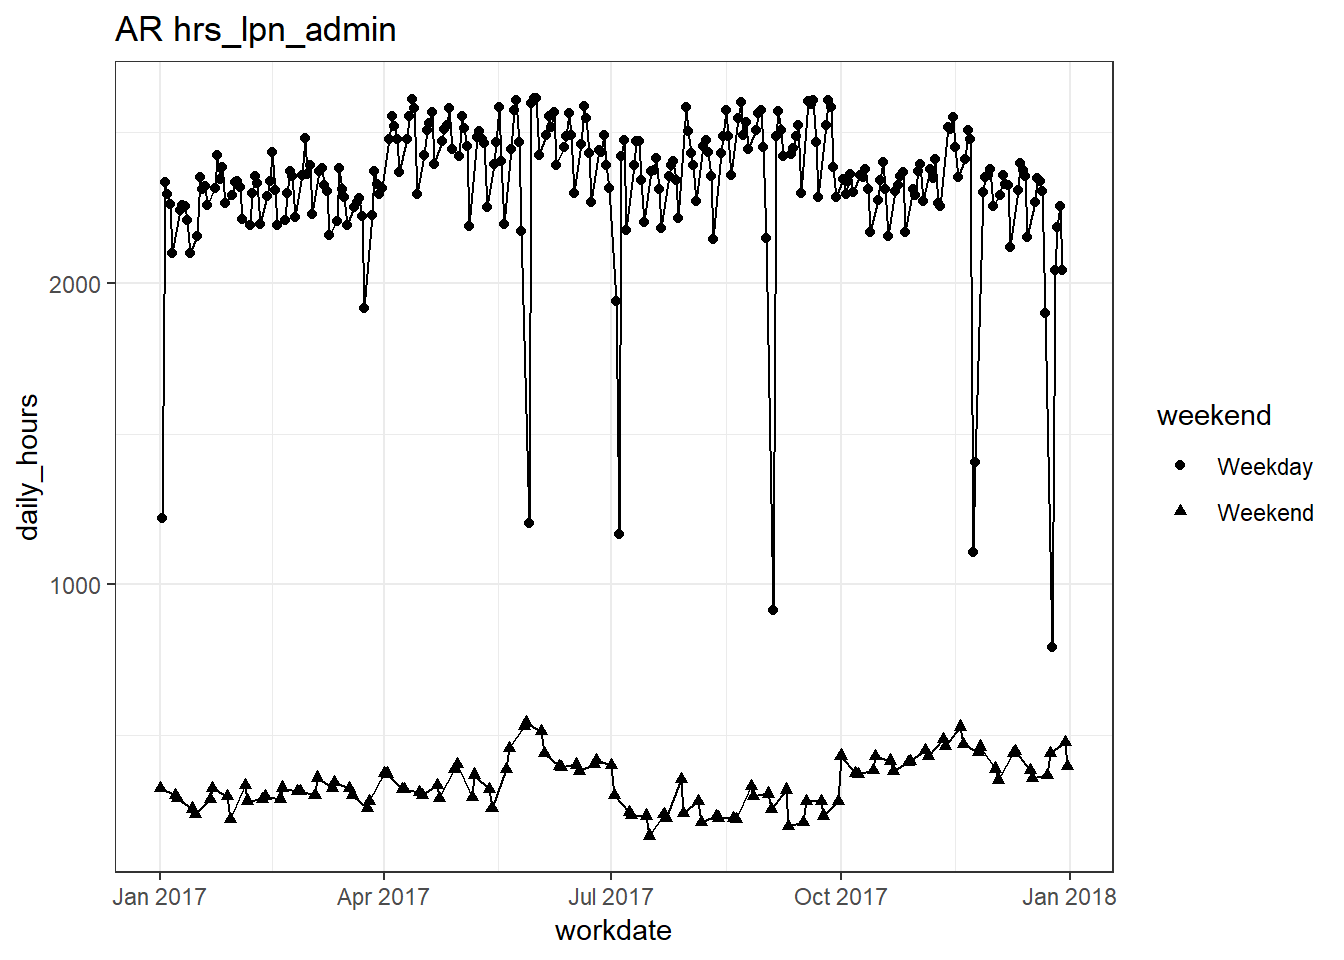 AR hrs_lpn_admin
daily_hours
2000
1000
Jan 2017
Apr 2017
Jul 2017
Oct 2017
Jan 2018
workdate
weekend
Weekday
Weekend